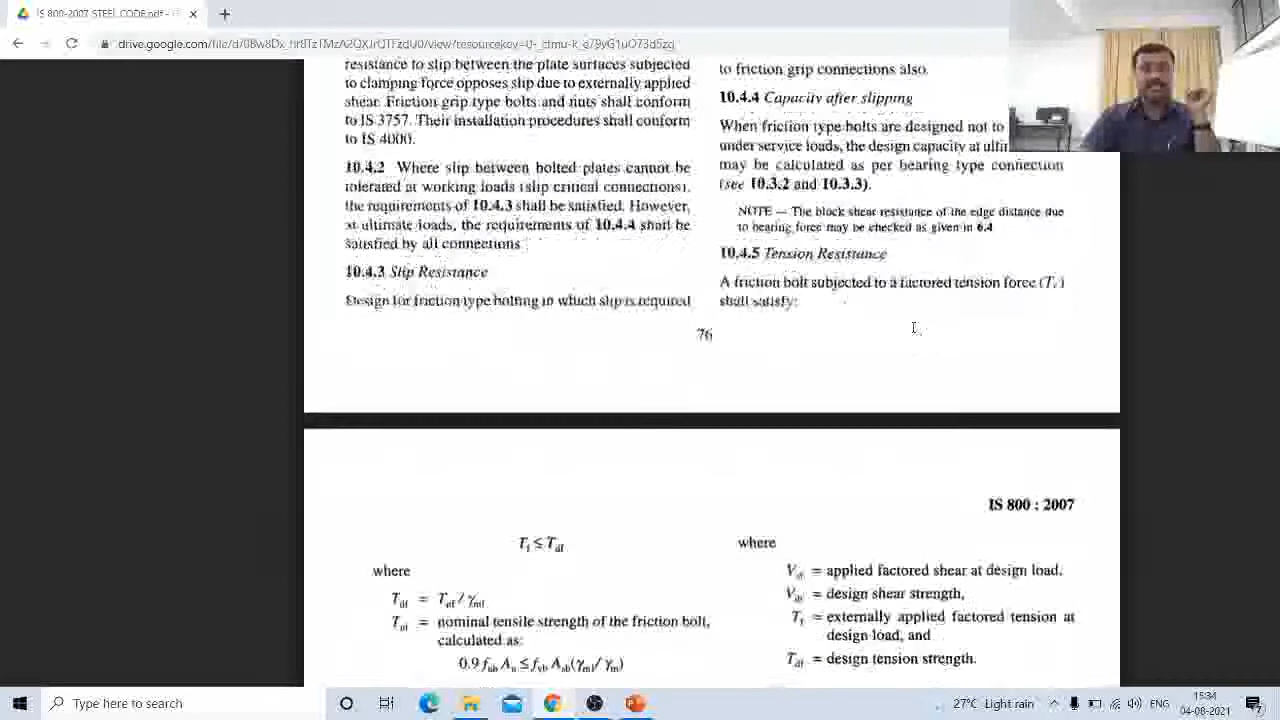 IS 800-2007 STEEL CODE.pdf
resistance to slip between the plate surfaces subjected
to clamping force opposes slip due to externally applied
shear. Friction grip type bolts and nuts shall conform
to IS 3757. Their installation procedures shall conform
to IS 4000.
10.4.2 Where slip between bolted plates cannot be
tolerated at working loads (slip critical connections),
the requirements of 10.4.3 shall be satisfied. However,
at ultimate loads, the requirements of 10.4.4 shall be
satisfied by all connections
10.4.3 Slip Resistance
Design for friction type bolting in which slip is required
to friction grip connections also.
10.4.4 Capacity after slipping
When friction type bolts are designed not to
under service loads, the design capacity at
may be calculated as per bearing type connection
(see 10.3.2 and 10.3.3).
NOTE — The block shear resistance of the edge distance due
to bearing force may be checked as given in 6.4
10.4.5 Tension Resistance
A friction bolt subjected to a factored tension force (Tf)
shall satisfy:
76
IS 800 : 2007
Tf ≤ Tdf
where
Tdf = Tnf / γmf
Tnf = nominal tensile strength of the friction bolt,
calculated as:
0.9 fub An ≤ fyb Asb (γm1 / γm)
where
Vsf = applied factored shear at design load,
Vdf = design shear strength,
Tf = externally applied factored tension at
design load, and
Tdf = design tension strength.
Type here to search
27°C Light rain
ENG
15:34
04-08-2021